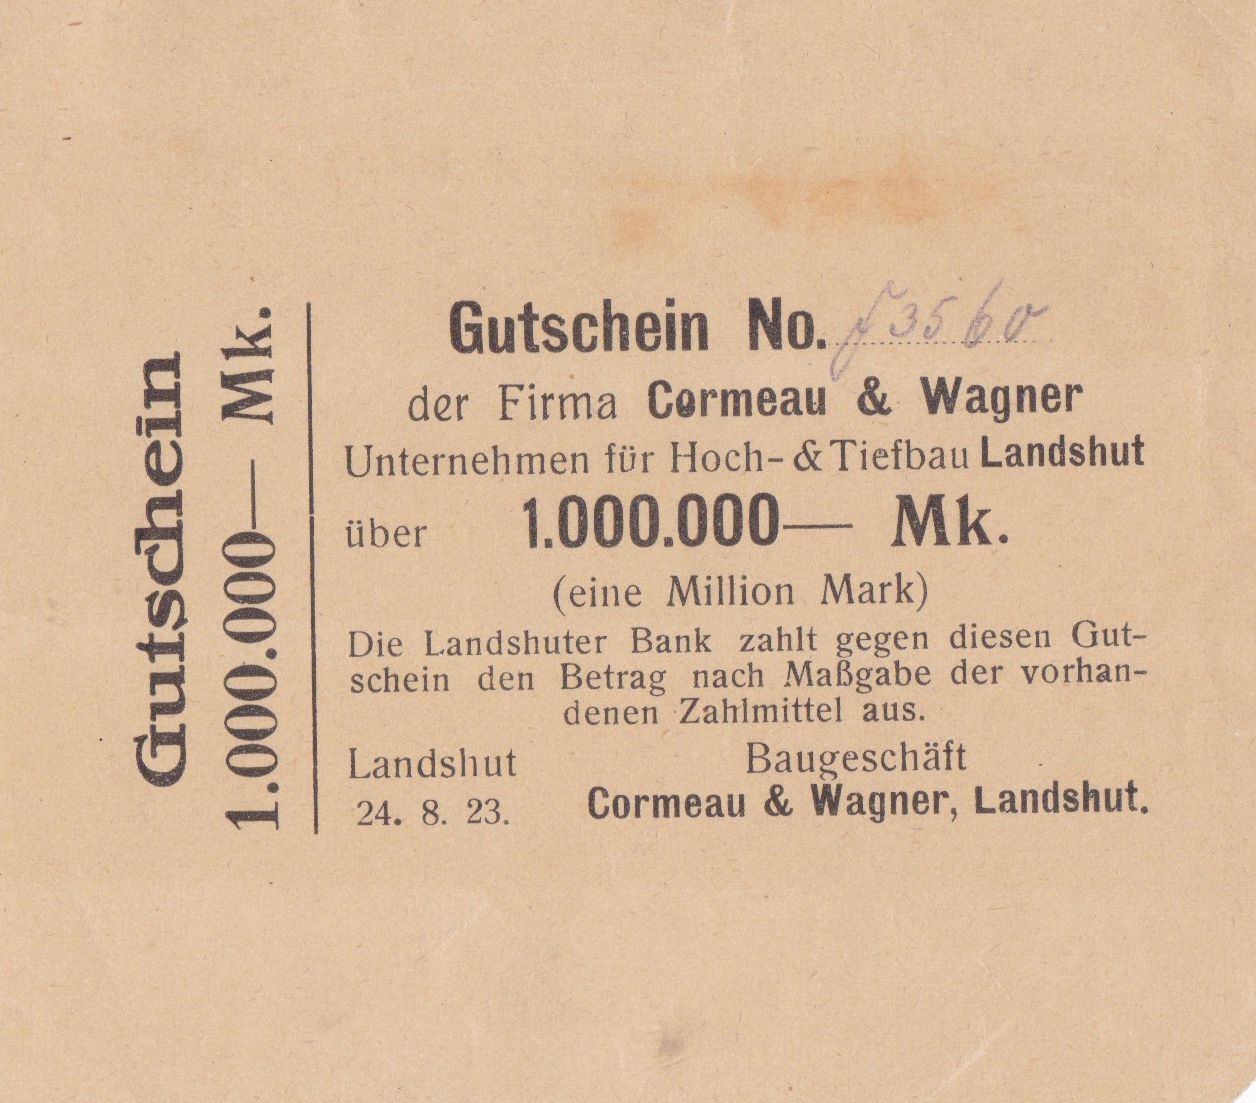 Gutschein
1.000.000— Mk.
Gutschein No. J 3560
der Firma Cormeau & Wagner
Unternehmen für Hoch- & Tiefbau Landshut
über 1.000.000— Mk.
(eine Million Mark)
Die Landshuter Bank zahlt gegen diesen Gut-
schein den Betrag nach Maßgabe der vorhan-
denen Zahlmittel aus.
Landshut Baugeschäft
24. 8. 23. Cormeau & Wagner, Landshut.